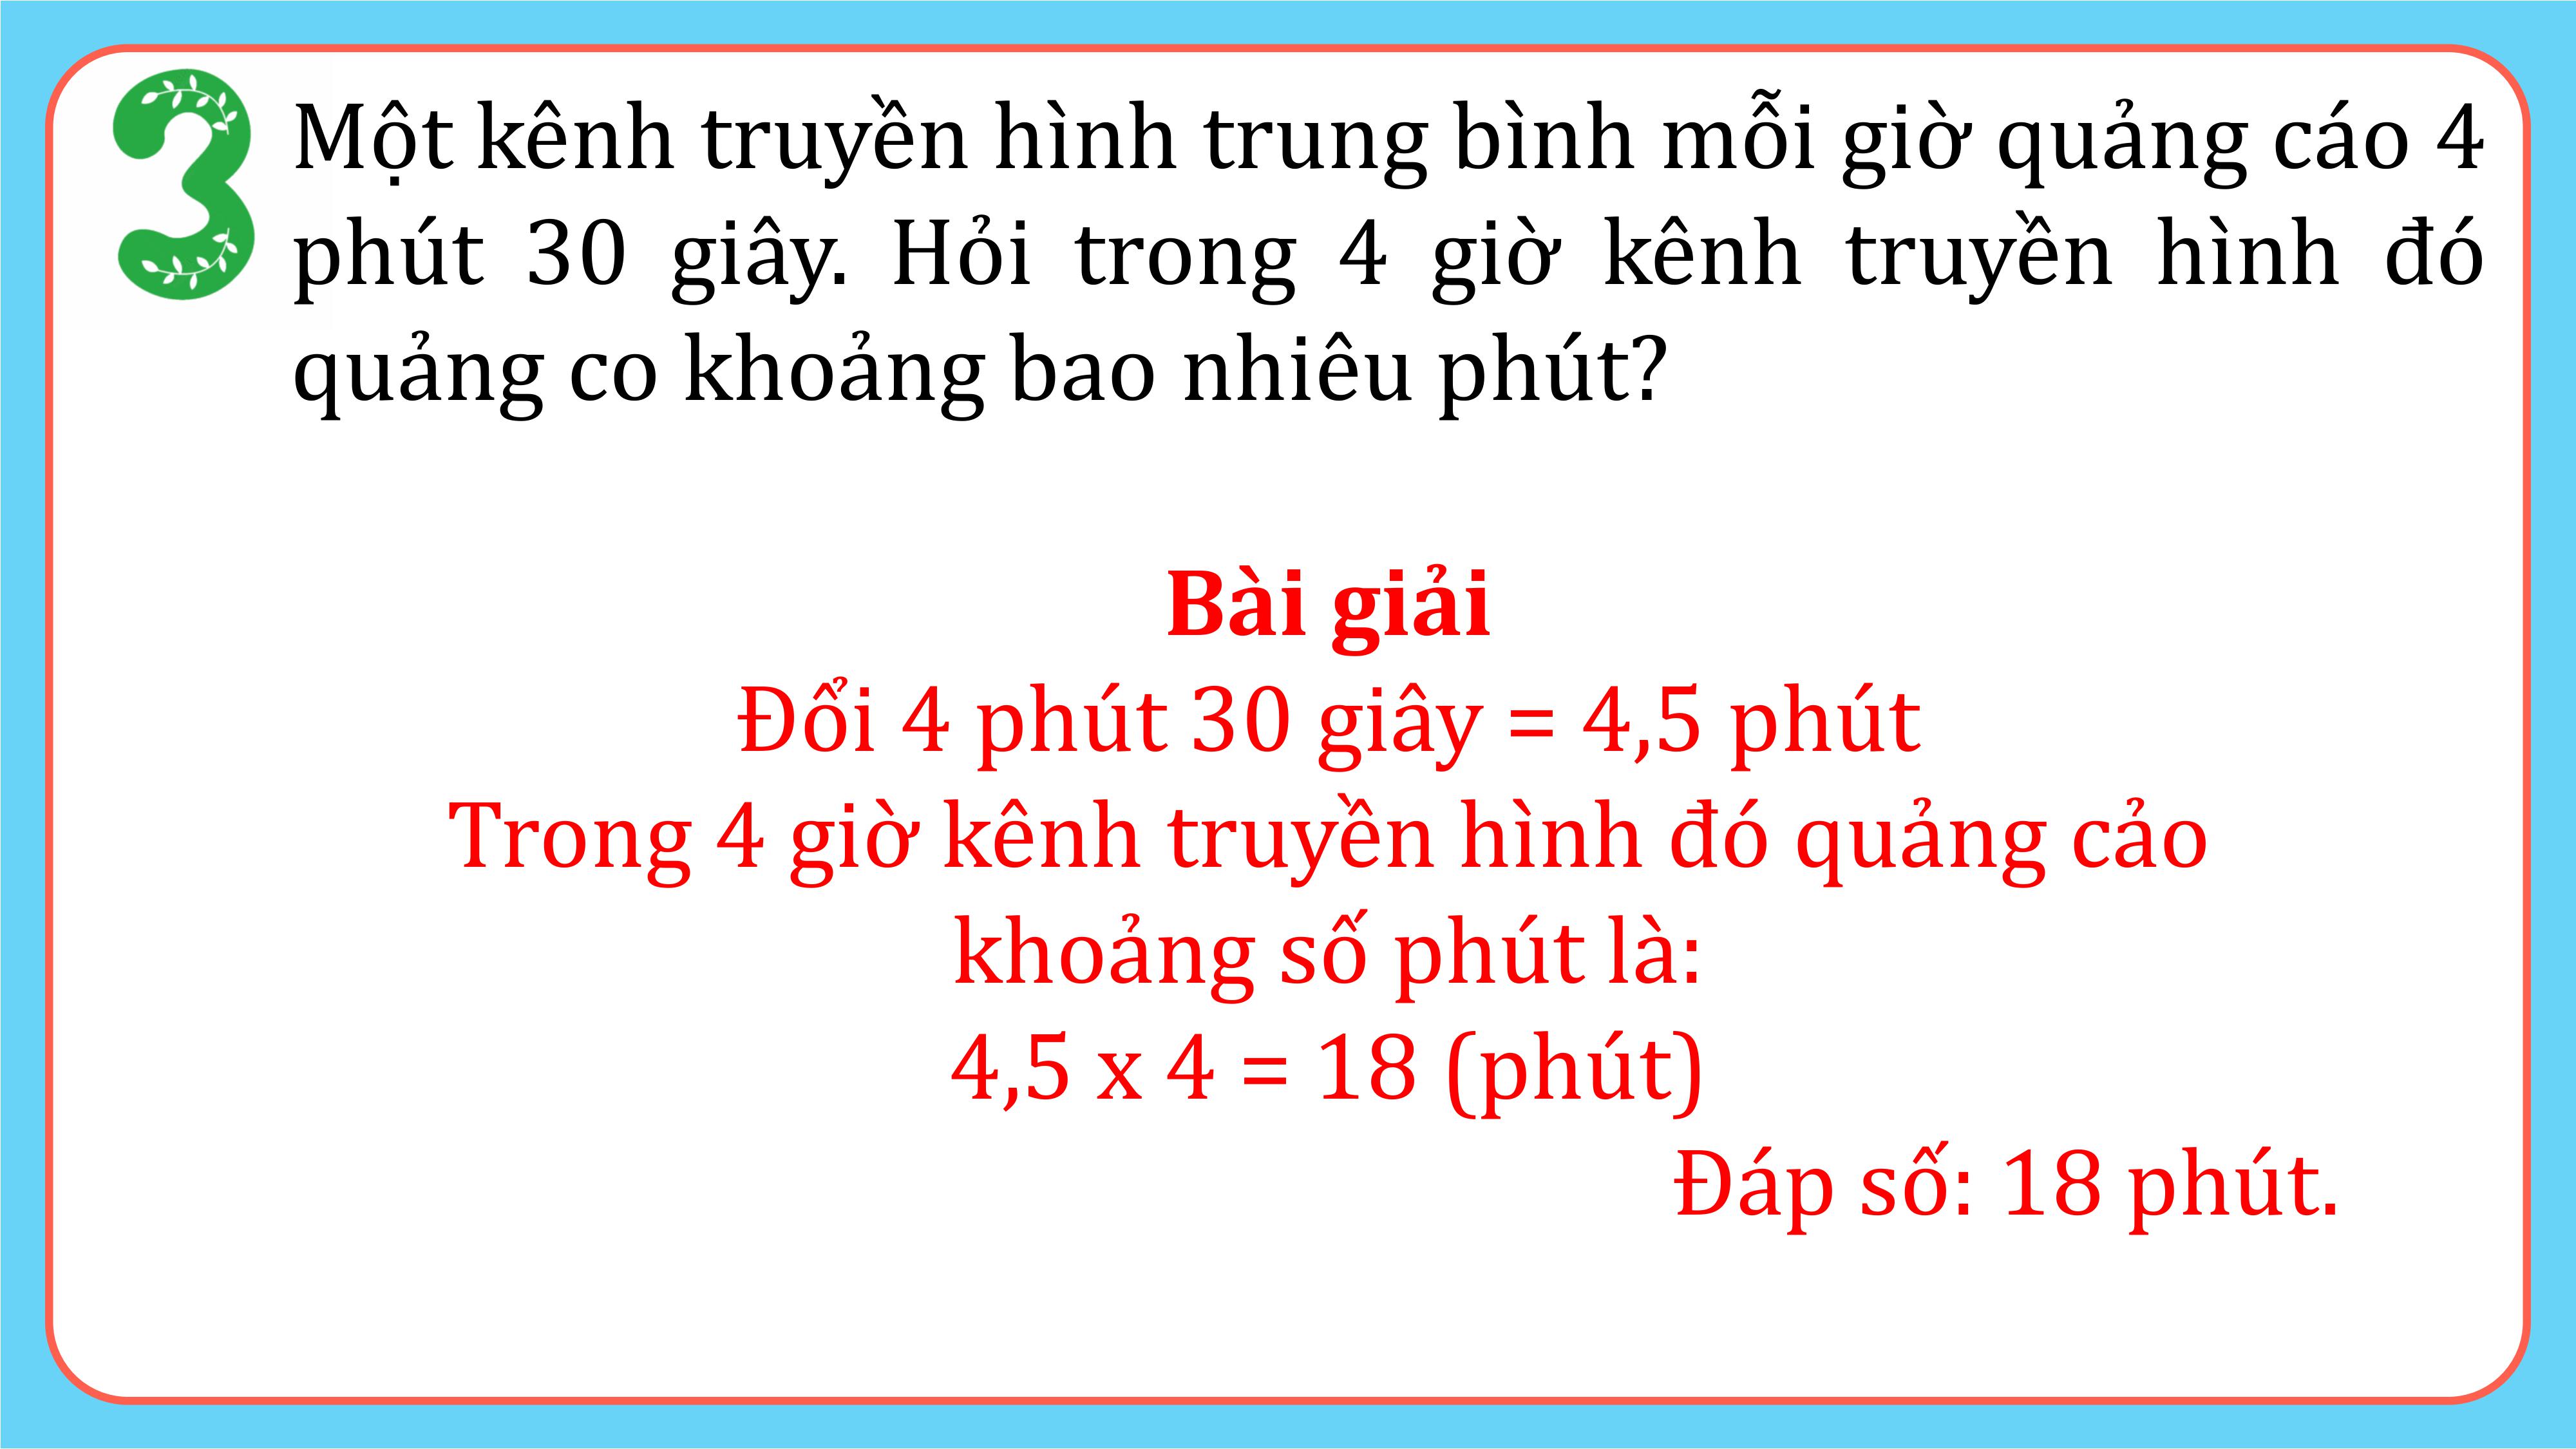 3
Một kênh truyền hình trung bình mỗi giờ quảng cáo 4
phút 30 giây. Hỏi trong 4 giờ kênh truyền hình đó
quảng co khoảng bao nhiêu phút?
Bài giải
Đổi 4 phút 30 giây = 4,5 phút
Trong 4 giờ kênh truyền hình đó quảng cảo
khoảng số phút là:
4,5 x 4 = 18 (phút)
Đáp số: 18 phút.